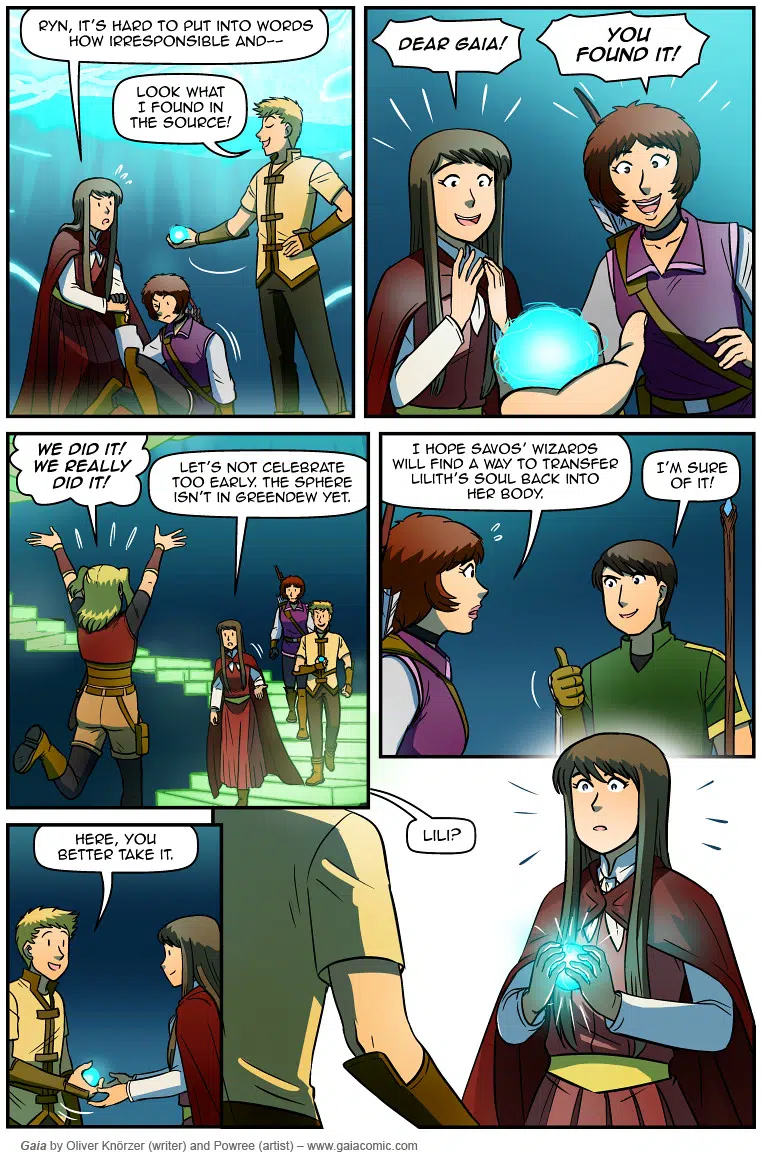 RYN, IT'S HARD TO PUT INTO WORDS
HOW IRRESPONSIBLE AND--
LOOK WHAT
I FOUND IN
THE SOURCE!
DEAR GAIA!
YOU
FOUND IT!
WE DID IT!
WE REALLY
DID IT!
LET'S NOT CELEBRATE
TOO EARLY. THE SPHERE
ISN'T IN GREENDEW YET.
I HOPE SAVOS' WIZARDS
WILL FIND A WAY TO TRANSFER
LILITH'S SOUL BACK INTO
HER BODY.
I'M SURE
OF IT!
HERE, YOU
BETTER TAKE IT.
LILI?
Gaia by Oliver Knörzer (writer) and Powree (artist) – www.gaiacomic.com